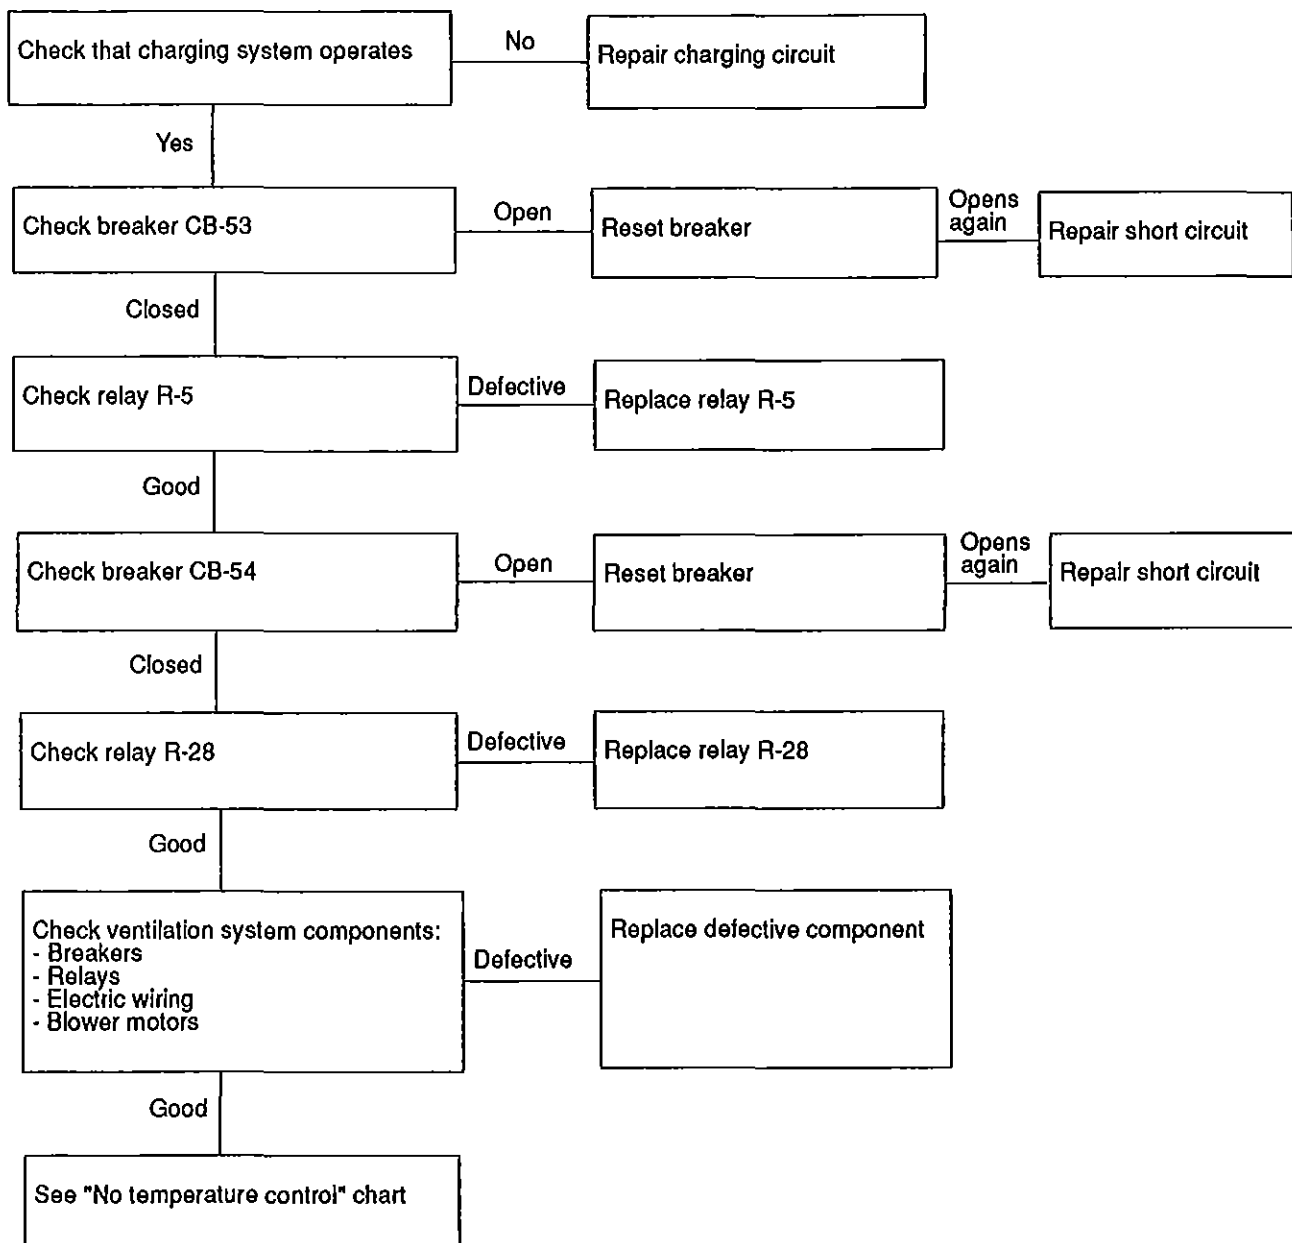 Check that charging system operates
No
Repair charging circuit
Yes
Check breaker CB-53
Open
Reset breaker
Opens
again
Repair short circuit
Closed
Check relay R-5
Defective
Replace relay R-5
Good
Check breaker CB-54
Open
Reset breaker
Opens
again
Repair short circuit
Closed
Check relay R-28
Defective
Replace relay R-28
Good
Check ventilation system components:
- Breakers
- Relays
- Electric wiring
- Blower motors
Defective
Replace defective component
Good
See "No temperature control" chart